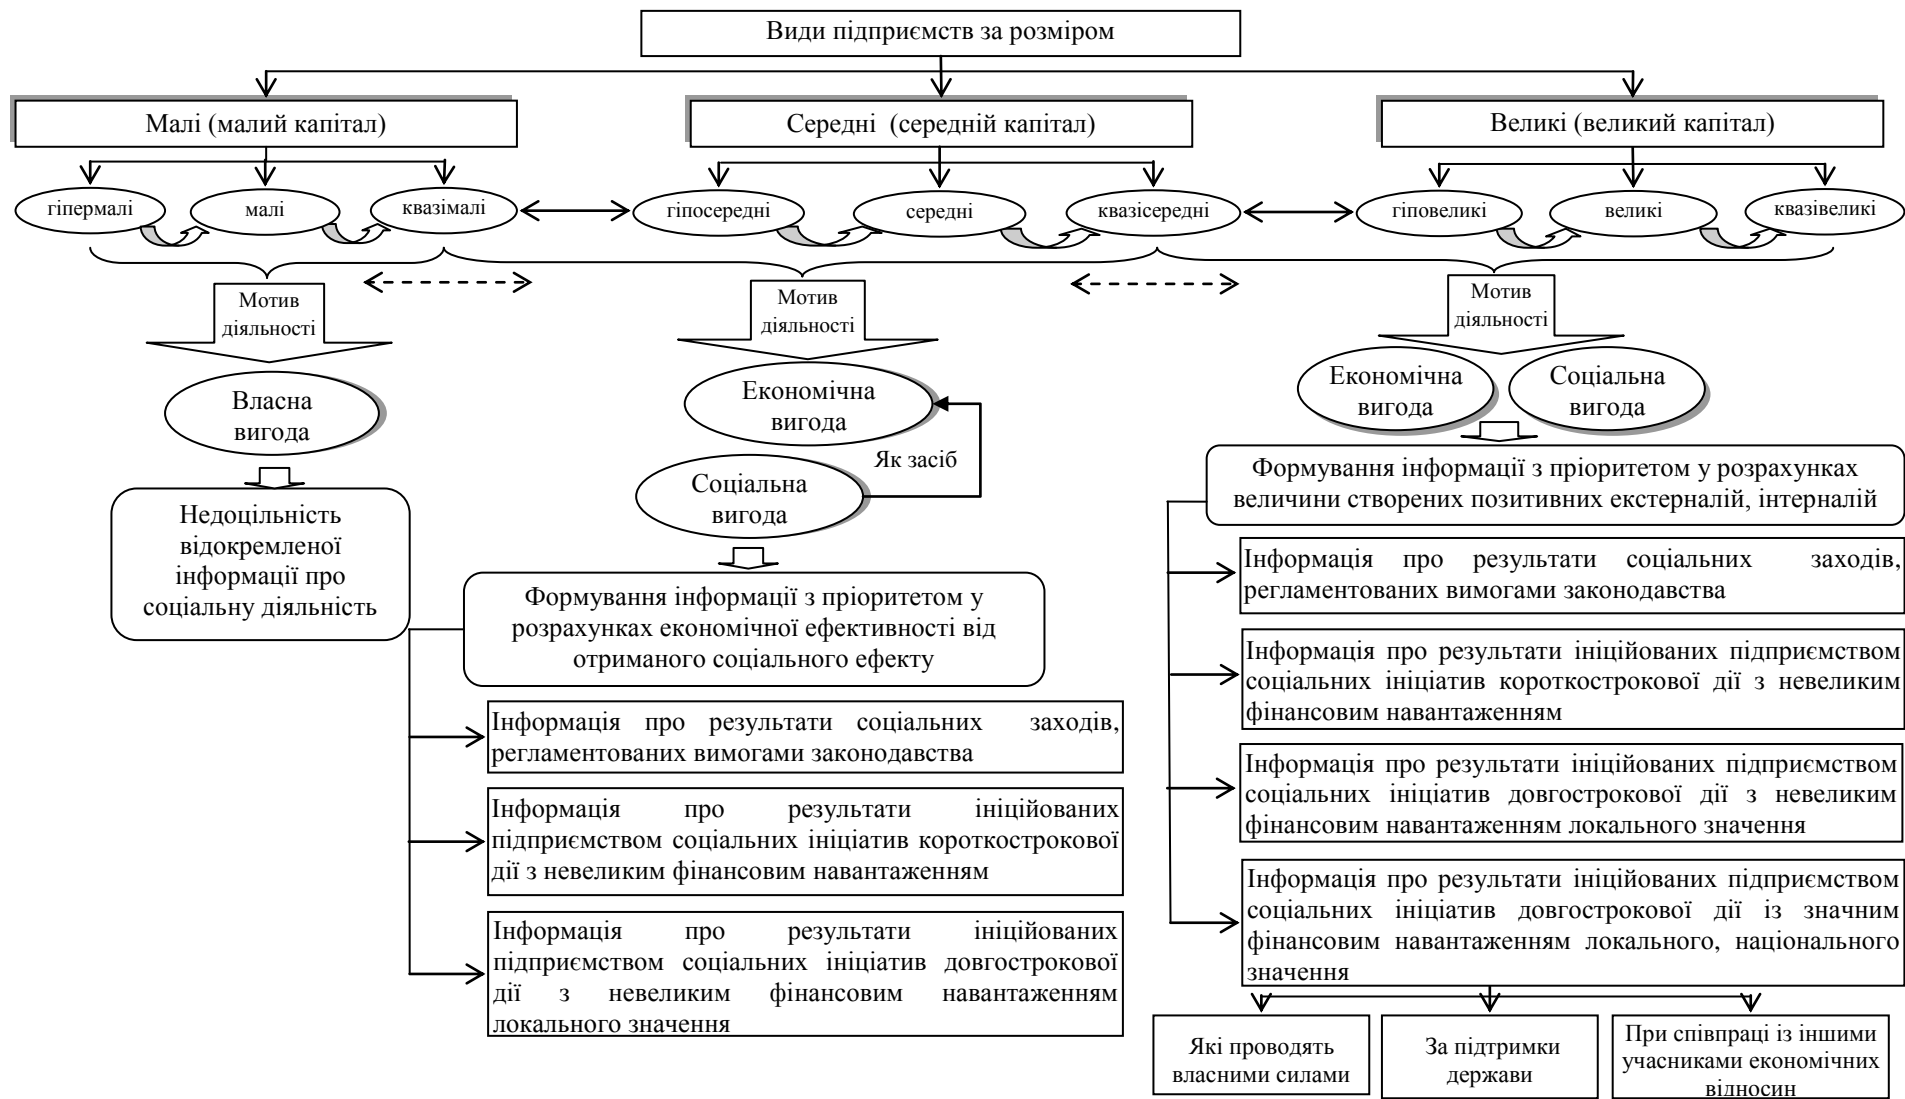 Види підприємств за розміром
Малі (малий капітал)
Середні (середній капітал)
Великі (великий капітал)
гіпермалі
малі
квазімалі
гіпосередні
середні
квазісередні
гіповеликі
великі
квазівеликі
Мотив
діяльності
Мотив
діяльності
Мотив
діяльності
Власна
вигода
Недоцільність
відокремленої
інформації про
соціальну діяльність
Економічна
вигода
Як засіб
Соціальна
вигода
Формування інформації з пріоритетом у
розрахунках економічної ефективності від
отриманого соціального ефекту
Інформація про результати соціальних заходів,
регламентованих вимогами законодавства
Інформація про результати ініційованих
підприємством соціальних ініціатив короткострокової
дії з невеликим фінансовим навантаженням
Інформація про результати ініційованих
підприємством соціальних ініціатив довгострокової
дії з невеликим фінансовим навантаженням
локального значення
Економічна
вигода
Соціальна
вигода
Формування інформації з пріоритетом у розрахунках
величини створених позитивних екстерналій, інтерналій
Інформація про результати соціальних заходів,
регламентованих вимогами законодавства
Інформація про результати ініційованих підприємством
соціальних ініціатив короткострокової дії з невеликим
фінансовим навантаженням
Інформація про результати ініційованих підприємством
соціальних ініціатив довгострокової дії з невеликим
фінансовим навантаженням локального значення
Інформація про результати ініційованих підприємством
соціальних ініціатив довгострокової дії із значним
фінансовим навантаженням локального, національного
значення
Які проводять
власними силами
За підтримки
держави
При співпраці із іншими
учасниками економічних
відносин